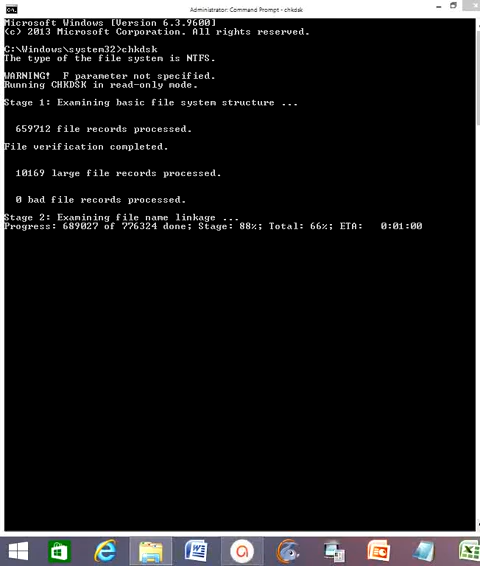 Administrator: Command Prompt - chkdsk
Microsoft Windows [Version 6.3.9600]
(c) 2013 Microsoft Corporation. All rights reserved.
C:\Windows\system32>chkdsk
The type of the file system is NTFS.
WARNING!  F parameter not specified.
Running CHKDSK in read-only mode.
Stage 1: Examining basic file system structure ...
659712 file records processed.
File verification completed.
10169 large file records processed.
0 bad file records processed.
Stage 2: Examining file name linkage ...
Progress: 689027 of 776324 done; Stage: 88%; Total: 66%; ETA:   0:01:00